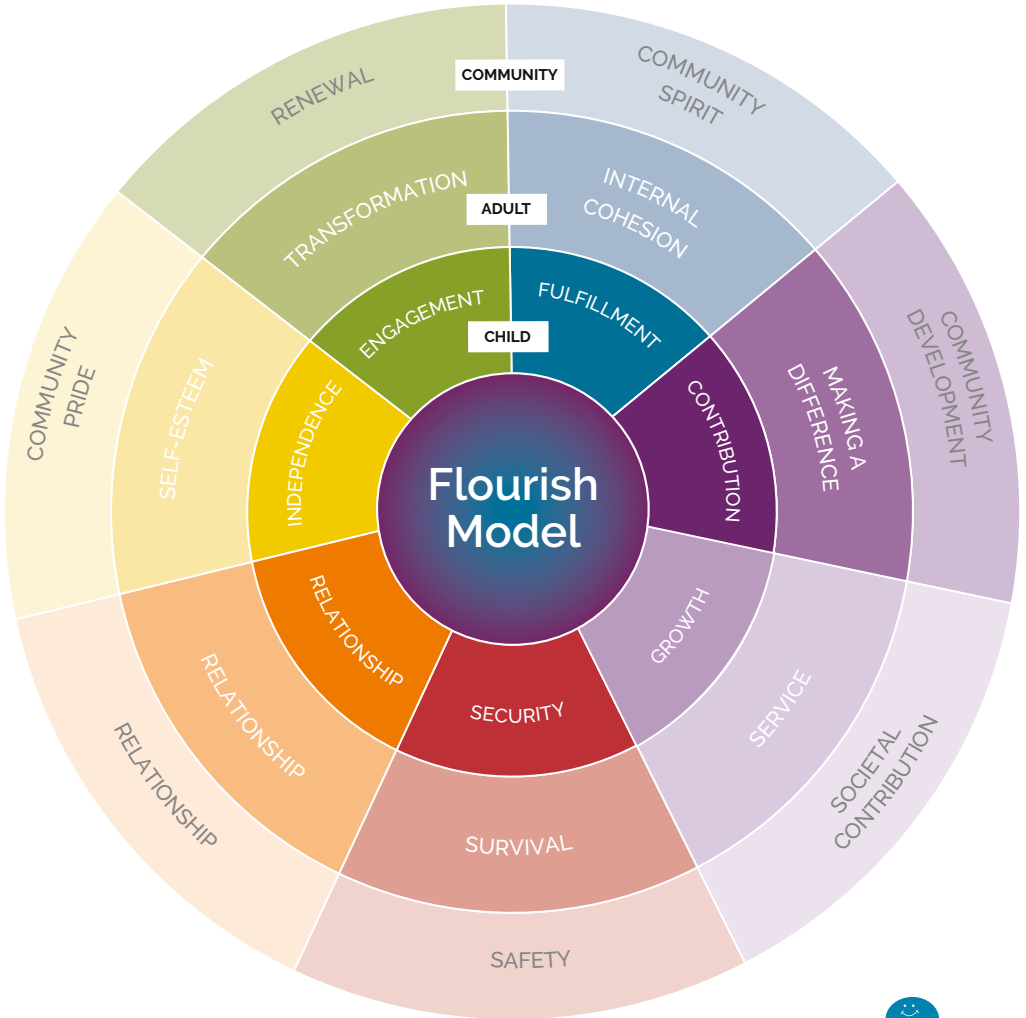 COMMUNITY
RENEWAL
COMMUNITY
SPIRIT
COMMUNITY
DEVELOPMENT
SOCIETAL
CONTRIBUTION
SAFETY
RELATIONSHIP
COMMUNITY
PRIDE
ADULT
TRANSFORMATION
INTERNAL
COHESION
MAKING A
DIFFERENCE
SERVICE
SURVIVAL
RELATIONSHIP
SELF-ESTEEM
CHILD
ENGAGEMENT
FULFILLMENT
CONTRIBUTION
GROWTH
SECURITY
RELATIONSHIP
INDEPENDENCE
Flourish
Model